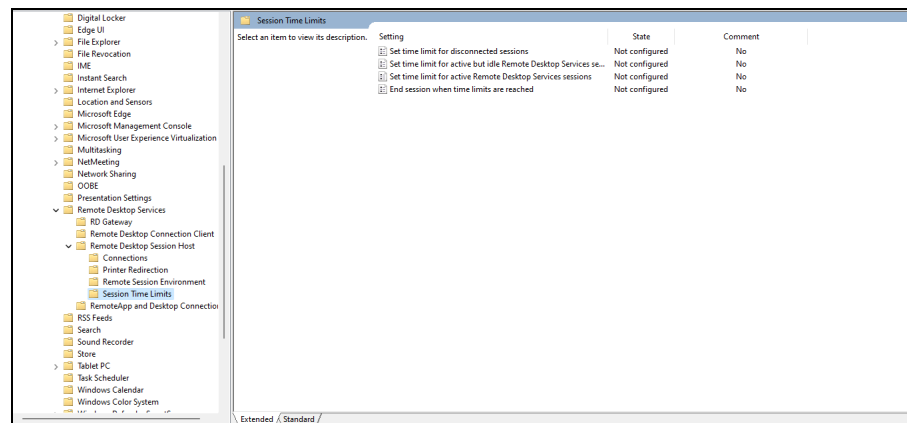 Digital Locker
Edge UI
File Explorer
File Revocation
IME
Instant Search
Internet Explorer
Location and Sensors
Microsoft Edge
Microsoft Management Console
Microsoft User Experience Virtualization
Multitasking
NetMeeting
Network Sharing
OOBE
Presentation Settings
Remote Desktop Services
RD Gateway
Remote Desktop Connection Client
Remote Desktop Session Host
Connections
Printer Redirection
Remote Session Environment
Session Time Limits
RemoteApp and Desktop Connection
RSS Feeds
Search
Sound Recorder
Store
Tablet PC
Task Scheduler
Windows Calendar
Windows Color System
Session Time Limits
Select an item to view its description.
Setting State Comment
Set time limit for disconnected sessions Not configured No
Set time limit for active but idle Remote Desktop Services se... Not configured No
Set time limit for active Remote Desktop Services sessions Not configured No
End session when time limits are reached Not configured No
Extended Standard